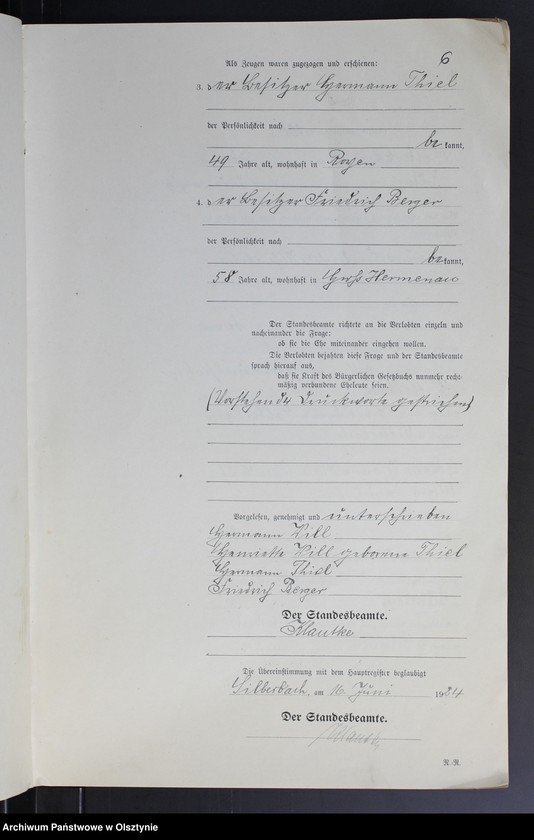 6
Als Zeugen waren zugezogen und erschienen:
3. der Besitzer Hermann Thiel
der Persönlichkeit nach
bekannt,
49 Jahre alt, wohnhaft in Royen
4. der Besitzer Friedrich Berger
der Persönlichkeit nach
bekannt,
58 Jahre alt, wohnhaft in Groß Hermenau
Der Standesbeamte richtete an die Verlobten einzeln und
nacheinander die Frage:
ob sie die Ehe miteinander eingehen wollen.
Die Verlobten bejahten diese Frage und der Standesbeamte
sprach hierauf aus,
daß sie kraft des Bürgerlichen Gesetzbuchs nunmehr recht-
mäßig verbundene Eheleute seien.
(Vorstehend 4 Druckworte gestrichen)
Vorgelesen, genehmigt und unterschrieben
Hermann Will
Henriette Will geborene Thiel
Hermann Thiel
Friedrich Berger
Der Standesbeamte.
Klautke
Die Übereinstimmung mit dem Hauptregister beglaubigt
Silberbach, am 16. Juni 1924
Der Standesbeamte.
Klautke
N.-R.
Archiwum Państwowe w Olsztynie